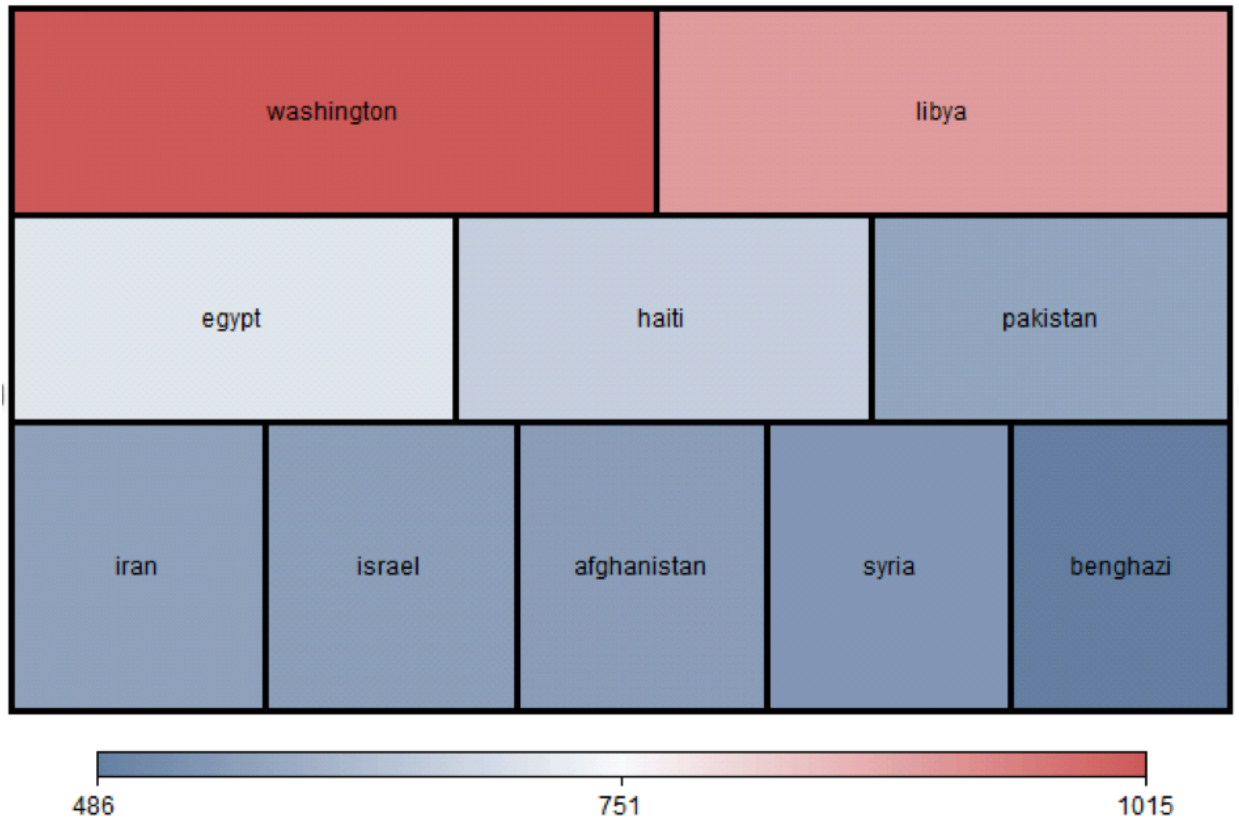 washington libya
egypt haiti pakistan
iran israel afghanistan syria benghazi
486 751 1015